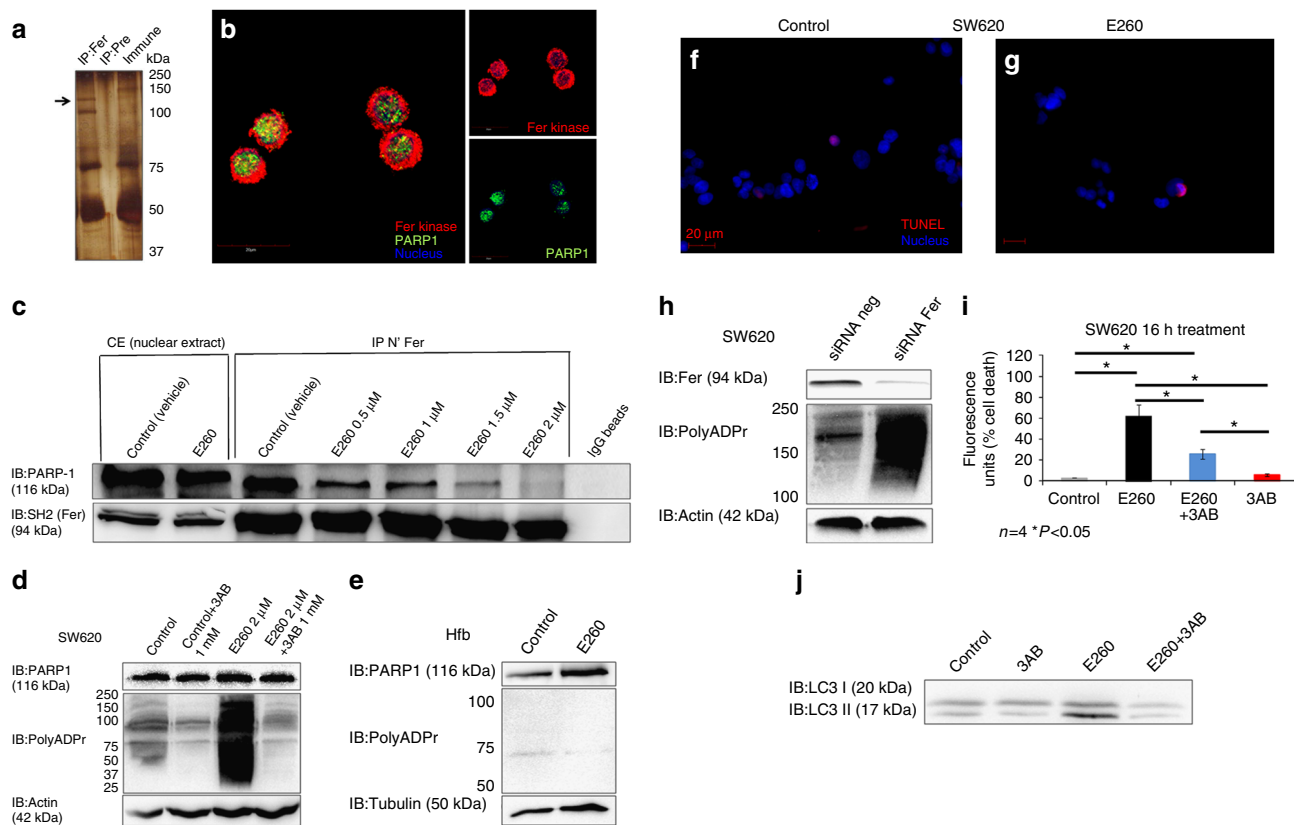 a
IP:Fer
IP:Pre
Immune
kDa
250
150
100
75
50
37
b
Fer kinase
PARP1
Nucleus
Fer kinase
PARP1
Control
SW620
E260
f
TUNEL
Nucleus
20 μm
g
c
CE (nuclear extract)
IP N' Fer
Control (vehicle)
E260
Control (vehicle)
E260 0.5 μM
E260 1 μM
E260 1.5 μM
E260 2 μM
IgG beads
IB:PARP-1
(116 kDa)
IB:SH2 (Fer)
(94 kDa)
h
SW620
siRNA neg
siRNA Fer
IB:Fer (94 kDa)
IB:PolyADPr
250
150
100
IB:Actin (42 kDa)
i
SW620 16 h treatment
Fluorescence
units (% cell death)
120
100
80
60
40
20
0
*
*
*
*
*
Control
E260
E260
+3AB
3AB
n=4 *P<0.05
d
SW620
Control
Control+3AB
1 mM
E260 2 μM
E260 2 μM
+3AB 1 mM
IB:PARP1
(116 kDa)
IB:PolyADPr
250
150
100
75
50
37
25
IB:Actin
(42 kDa)
e
Hfb
Control
E260
IB:PARP1 (116 kDa)
IB:PolyADPr
100
75
50
IB:Tubulin (50 kDa)
j
Control
3AB
E260
E260+3AB
IB:LC3 I (20 kDa)
IB:LC3 II (17 kDa)